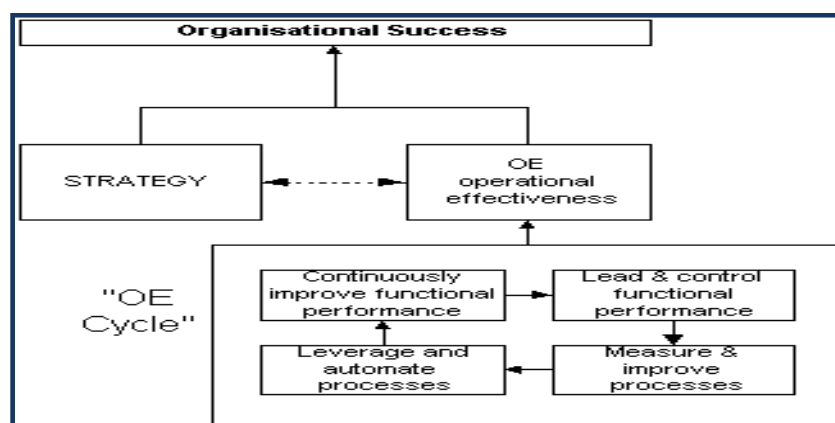 Organisational Success
STRATEGY
OE
operational
effectiveness
"OE
Cycle"
Continuously
improve functional
performance
Lead & control
functional
performance
Leverage and
automate
processes
Measure &
improve
processes